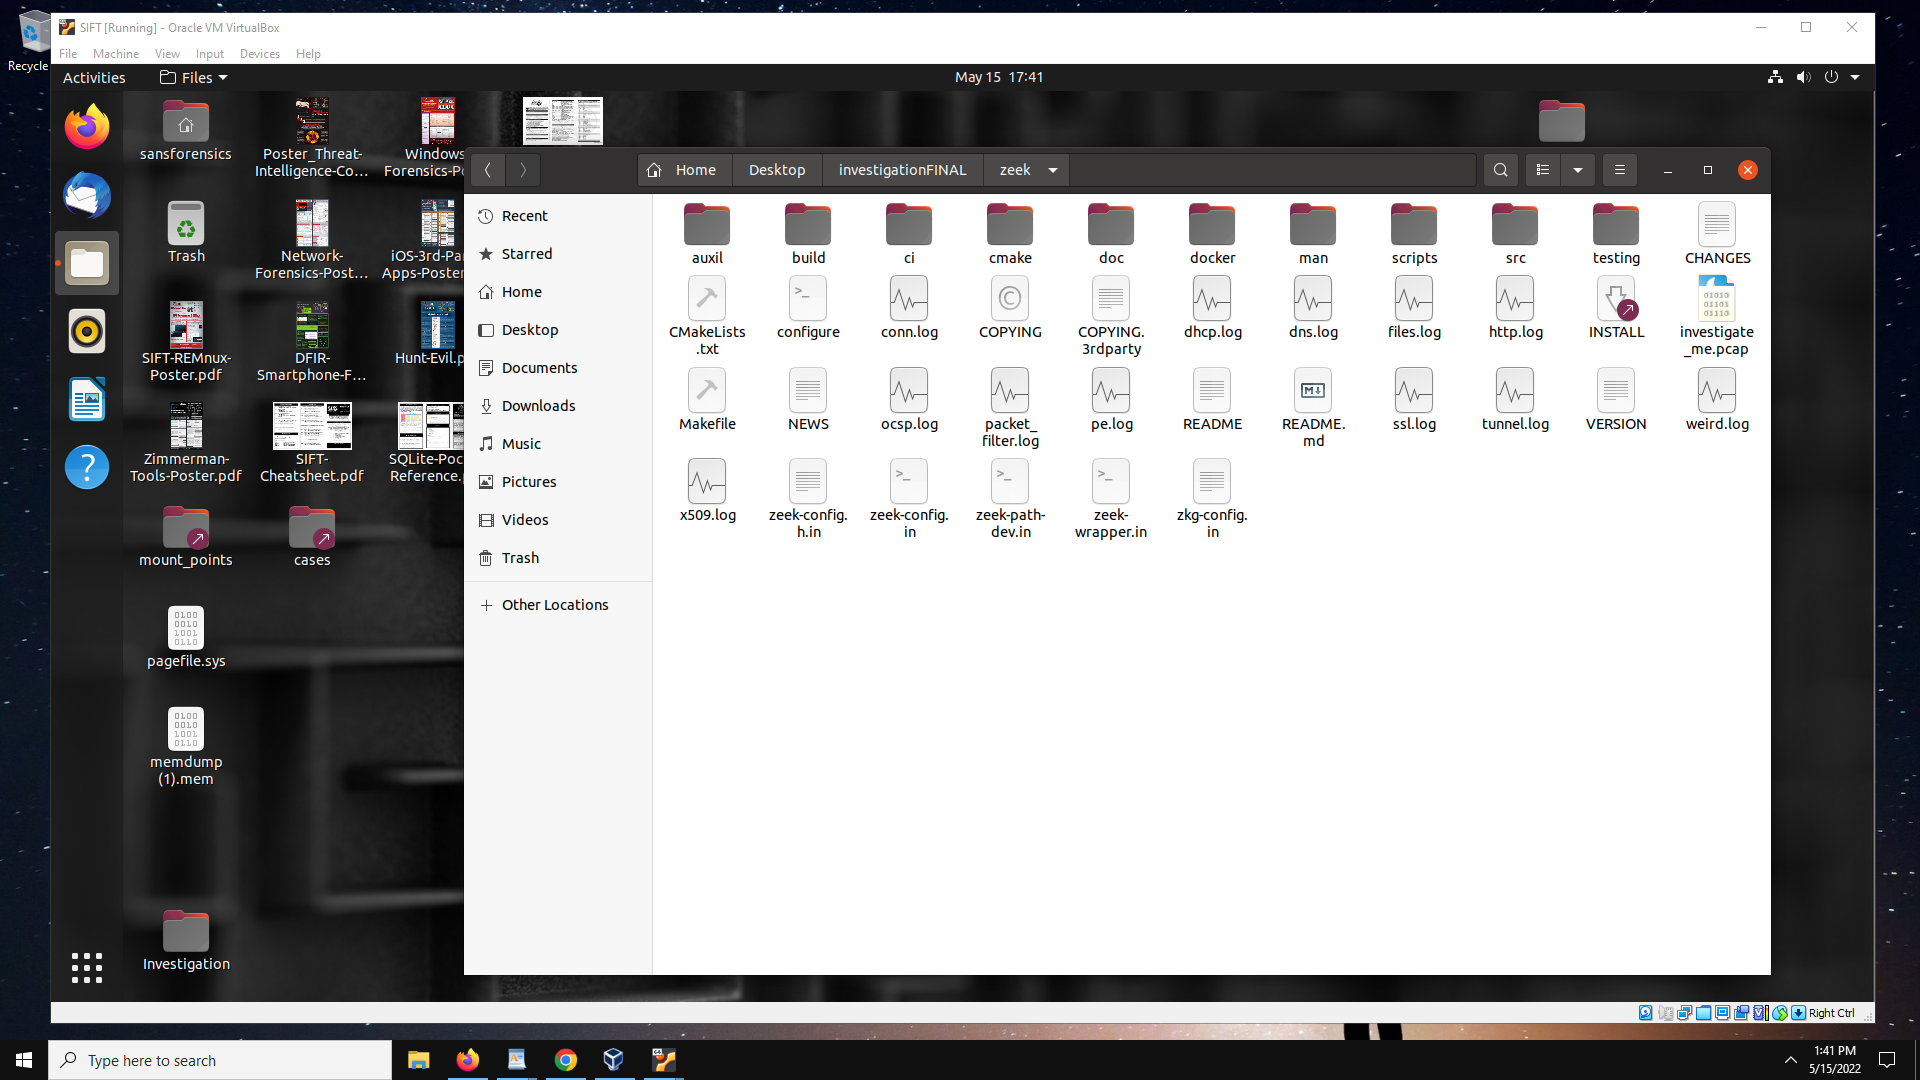 Recycle
SIFT [Running] - Oracle VM VirtualBox
File Machine View Input Devices Help
Activities Files May 15 17:41
sansforensics
Poster_Threat-
Intelligence-Co...
Windows
Forensics-Po
Home Desktop investigationFINAL zeek
Trash
Network-
Forensics-Post...
iOS-3rd-Pa
Apps-Poster
SIFT-REMnux-
Poster.pdf
DFIR-
Smartphone-F...
Hunt-Evil.p
Zimmerman-
Tools-Poster.pdf
SIFT-
Cheatsheet.pdf
SQLite-Poc
Reference.
mount_points
cases
pagefile.sys
memdump
(1).mem
Investigation
Recent
Starred
Home
Desktop
Documents
Downloads
Music
Pictures
Videos
Trash
Other Locations
auxil build ci cmake doc docker man scripts src testing CHANGES
CMakeLists
.txt
configure
conn.log
COPYING
COPYING.
3rdparty
dhcp.log
dns.log
files.log
http.log
INSTALL
investigate
_me.pcap
Makefile
NEWS
ocsp.log
packet_
filter.log
pe.log
README
README.
md
ssl.log
tunnel.log
VERSION
weird.log
x509.log
zeek-config.
h.in
zeek-config.
in
zeek-path-
dev.in
zeek-
wrapper.in
zkg-config.
in
Right Ctrl
Type here to search
1:41 PM
5/15/2022